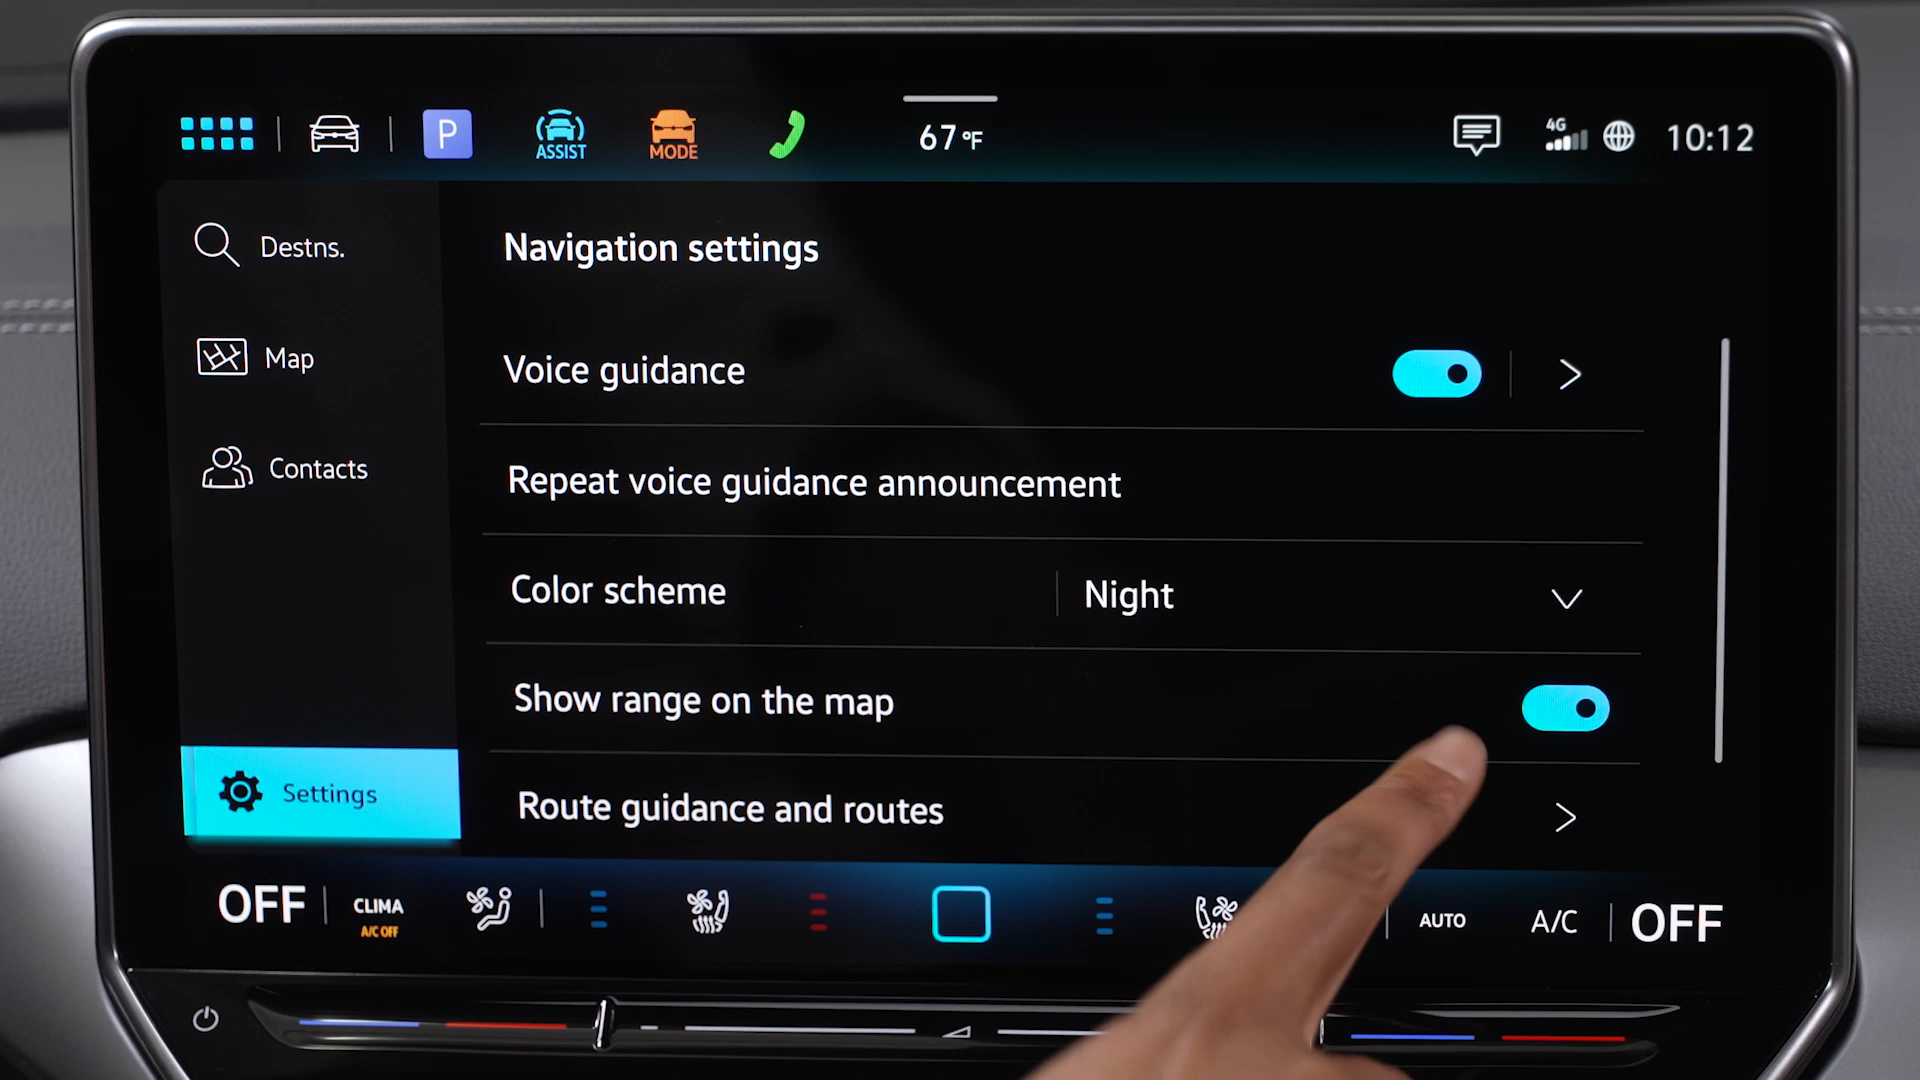 P
ASSIST
MODE
67°F
4G
10:12
Destns.
Map
Contacts
Settings
Navigation settings
Voice guidance
Repeat voice guidance announcement
Color scheme
Night
Show range on the map
Route guidance and routes
OFF
CLIMA
A/C OFF
AUTO
A/C
OFF